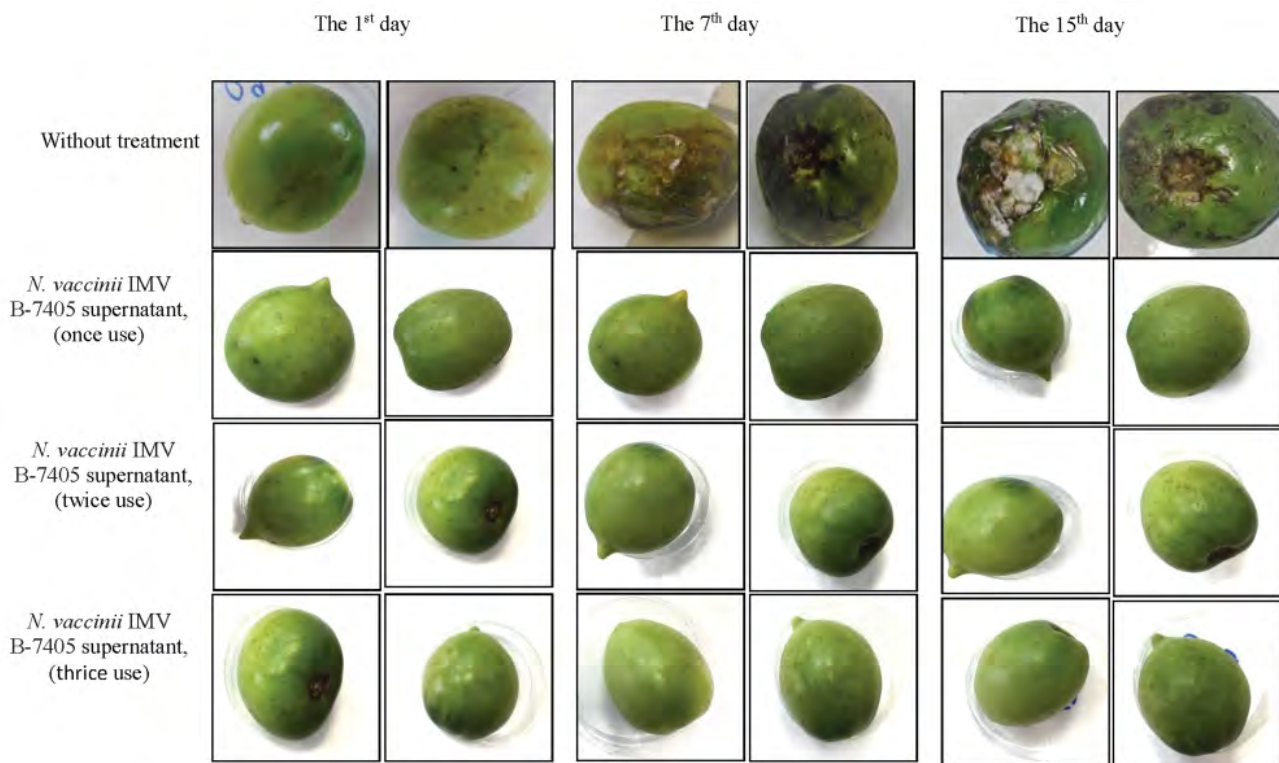 The 1st day
The 7th day
The 15th day
Without treatment
N. vaccinii IMV
B-7405 supernatant,
(once use)
N. vaccinii IMV
B-7405 supernatant,
(twice use)
N. vaccinii IMV
B-7405 supernatant,
(thrice use)